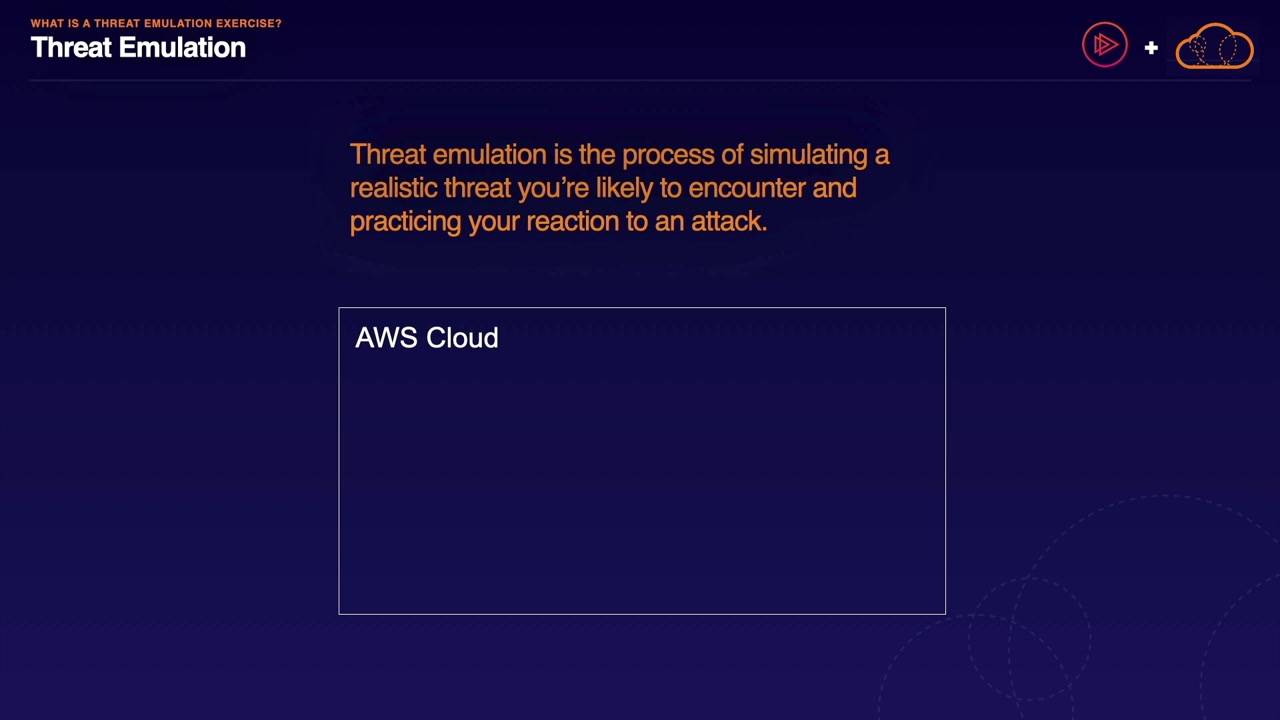 WHAT IS A THREAT EMULATION EXERCISE?
Threat Emulation
+
Threat emulation is the process of simulating a
realistic threat you’re likely to encounter and
practicing your reaction to an attack.
AWS Cloud